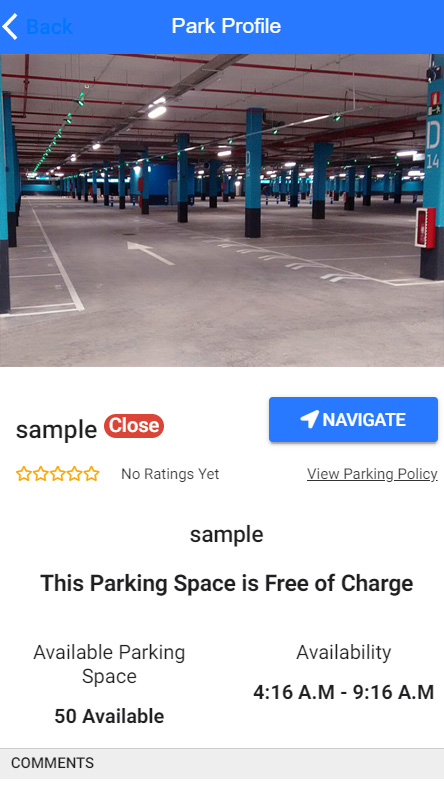 Back
Park Profile
D
14
sample Close
NAVIGATE
No Ratings Yet
View Parking Policy
sample
This Parking Space is Free of Charge
Available Parking
Space
50 Available
Availability
4:16 A.M - 9:16 A.M
COMMENTS